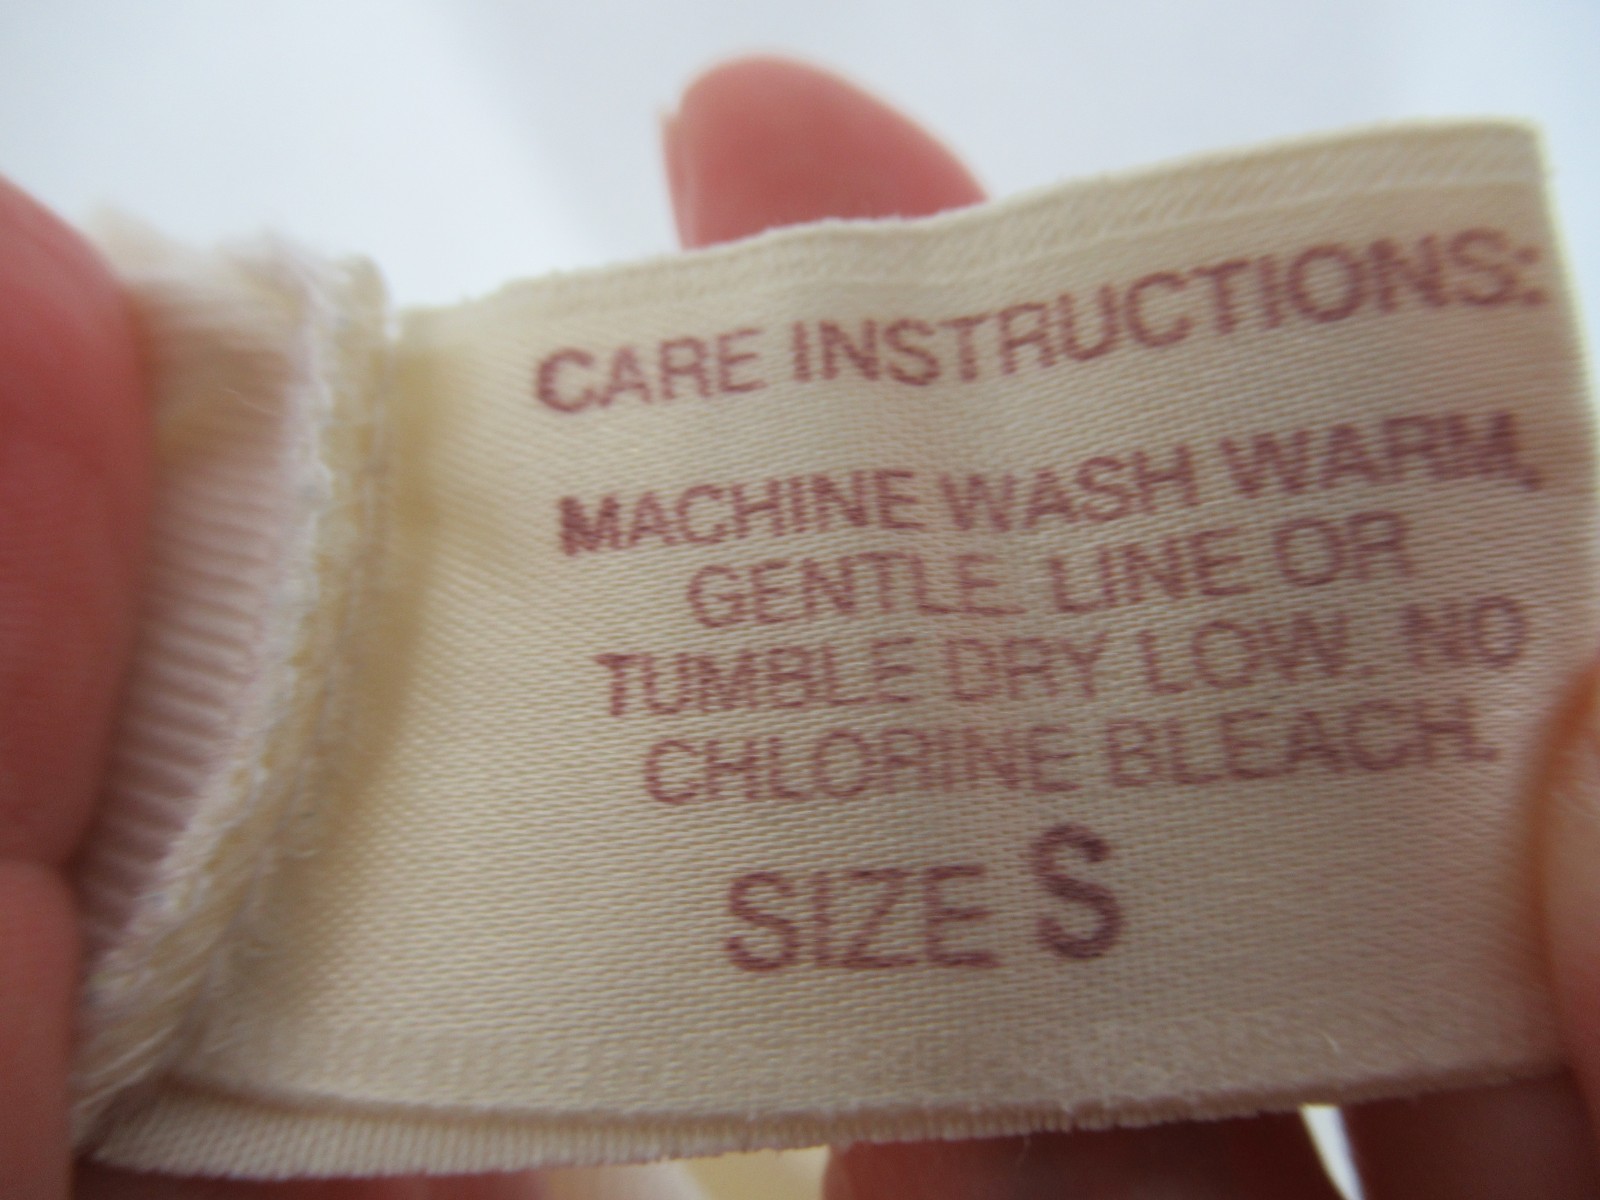 CARE INSTRUCTIONS:
MACHINE WASH WARM,
GENTLE. LINE OR
TUMBLE DRY LOW. NO
CHLORINE BLEACH.
SIZE S